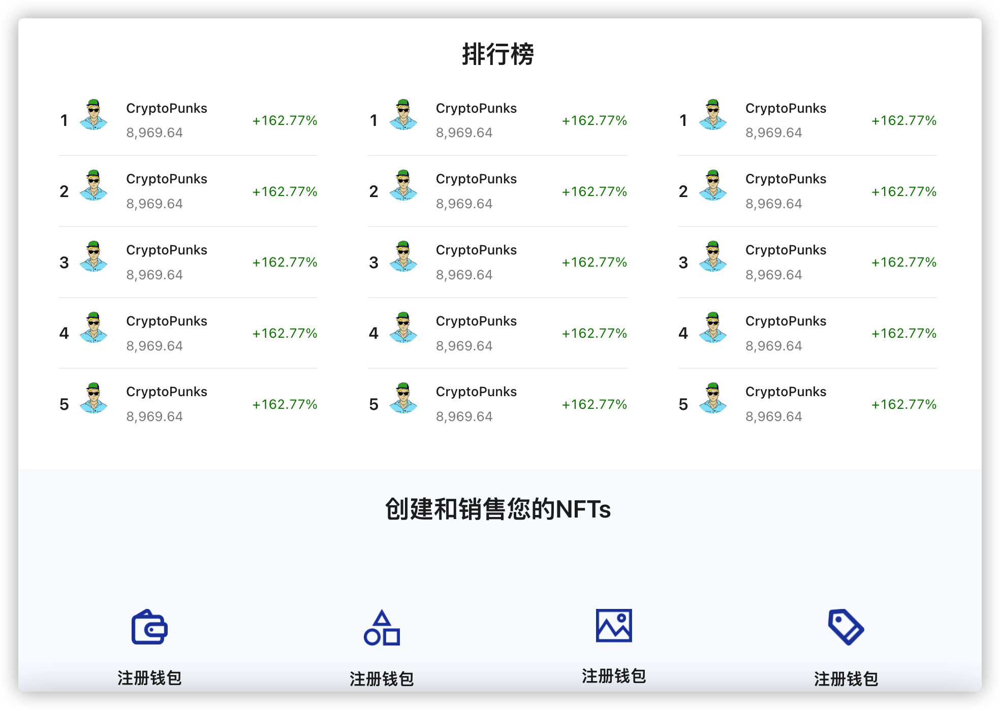 排行榜
1 CryptoPunks 8,969.64 +162.77%
1 CryptoPunks 8,969.64 +162.77%
1 CryptoPunks 8,969.64 +162.77%
2 CryptoPunks 8,969.64 +162.77%
2 CryptoPunks 8,969.64 +162.77%
2 CryptoPunks 8,969.64 +162.77%
3 CryptoPunks 8,969.64 +162.77%
3 CryptoPunks 8,969.64 +162.77%
3 CryptoPunks 8,969.64 +162.77%
4 CryptoPunks 8,969.64 +162.77%
4 CryptoPunks 8,969.64 +162.77%
4 CryptoPunks 8,969.64 +162.77%
5 CryptoPunks 8,969.64 +162.77%
5 CryptoPunks 8,969.64 +162.77%
5 CryptoPunks 8,969.64 +162.77%
创建和销售您的NFTs
注册钱包
注册钱包
注册钱包
注册钱包